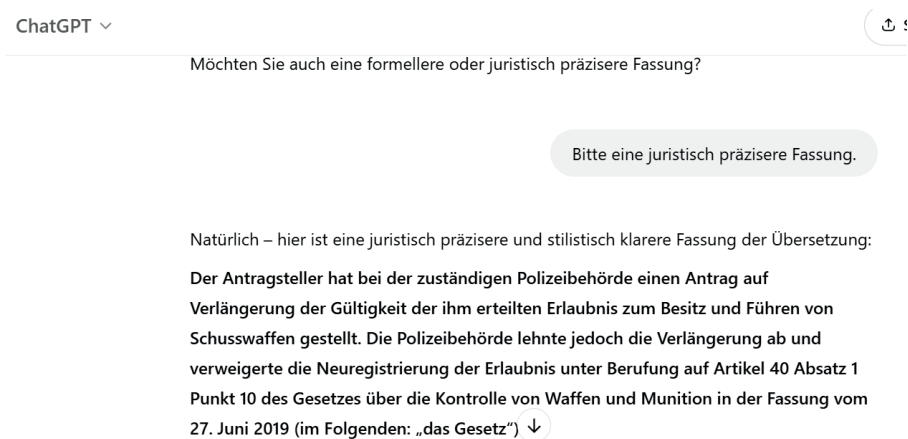 ChatGPT
S
Möchten Sie auch eine formellere oder juristisch präzisere Fassung?
Bitte eine juristisch präzisere Fassung.
Natürlich – hier ist eine juristisch präzisere und stilistisch klarere Fassung der Übersetzung:
Der Antragsteller hat bei der zuständigen Polizeibehörde einen Antrag auf
Verlängerung der Gültigkeit der ihm erteilten Erlaubnis zum Besitz und Führen von
Schusswaffen gestellt. Die Polizeibehörde lehnte jedoch die Verlängerung ab und
verweigerte die Neuregistrierung der Erlaubnis unter Berufung auf Artikel 40 Absatz 1
Punkt 10 des Gesetzes über die Kontrolle von Waffen und Munition in der Fassung vom
27. Juni 2019 (im Folgenden: „das Gesetz“)